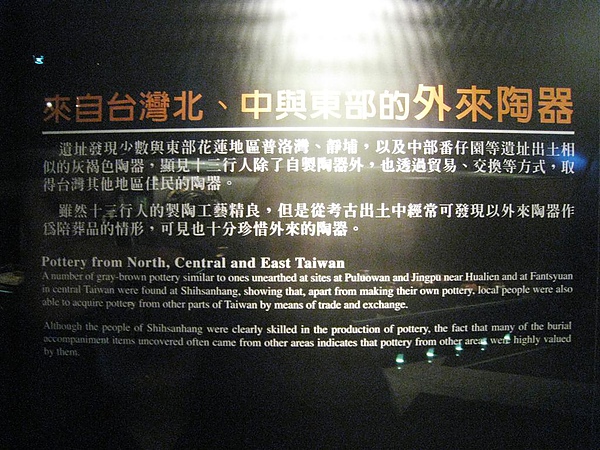 來自台灣北、中與東部的外來陶器
遺址發現少數與東部花蓮地區普洛灣、靜埔，以及中部番仔園等遺址出土相
似的灰褐色陶器，顯見十三行人除了自製陶器外，也透過貿易、交換等方式，取
得台灣其他地區住民的陶器。
雖然十三行人的製陶工藝精良，但是從考古出土中經常可發現以外來陶器作
為陪葬品的情形，可見也十分珍惜外來的陶器。
Pottery from North, Central and East Taiwan
A number of gray-brown pottery similar to ones unearthed at sites at Puluowan and Jingpu near Hualien and at Fantsyuan
in central Taiwan were found at Shihsanhang, showing that, apart from making their own pottery, local people were also
able to acquire pottery from other parts of Taiwan by means of trade and exchange.
Although the people of Shihsanhang were clearly skilled in the production of pottery, the fact that many of the burial
accompaniment items uncovered often came from other areas indicates that pottery from other areas were highly valued
by them.